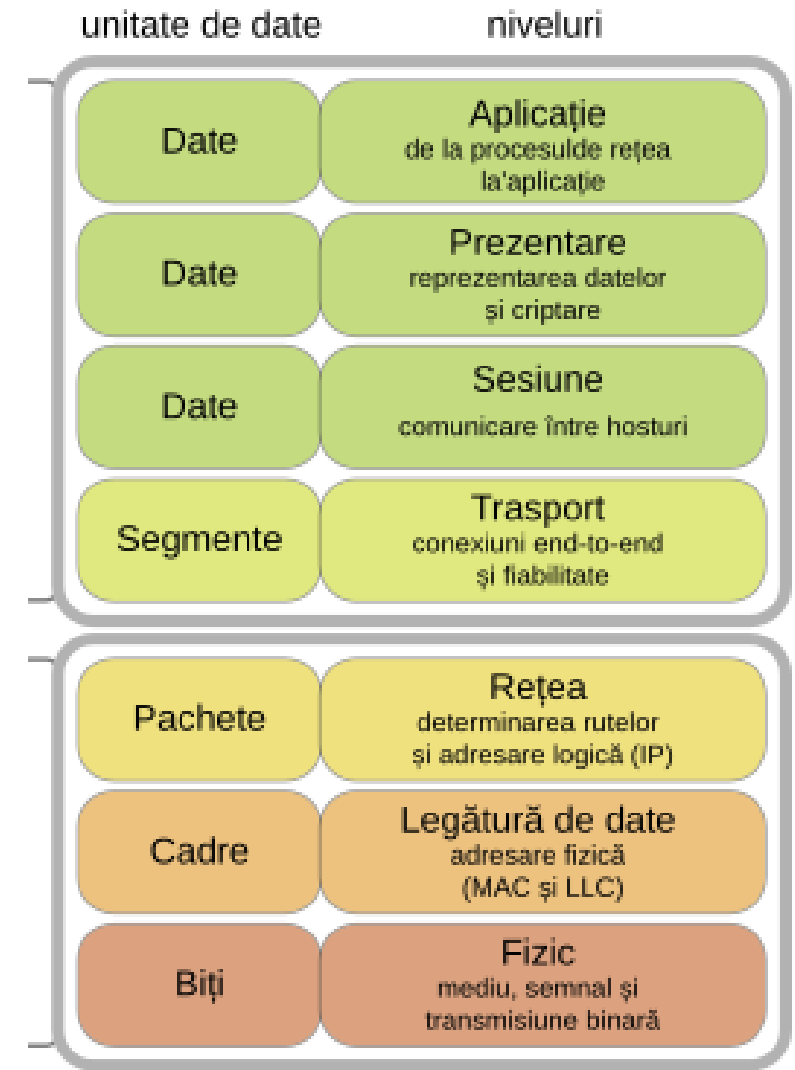 unitate de date niveluri
Date
Aplicație
de la procesulde rețea
la'aplicație
Date
Prezentare
reprezentarea datelor
și criptare
Date
Sesiune
comunicare între hosturi
Segmente
Trasport
conexiuni end-to-end
și fiabilitate
Pachete
Rețea
determinarea rutelor
și adresare logică (IP)
Cadre
Legătură de date
adresare fizică
(MAC și LLC)
Biți
Fizic
mediu, semnal și
transmisiune binară